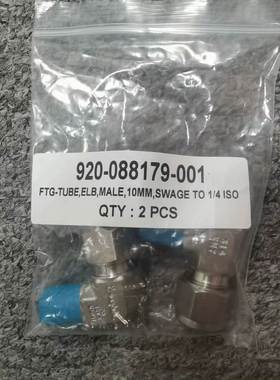 920-088179-001
FTG-TUBE,ELB,MALE,10MM,SWAGE TO 1/4 ISO
QTY : 2 PCS